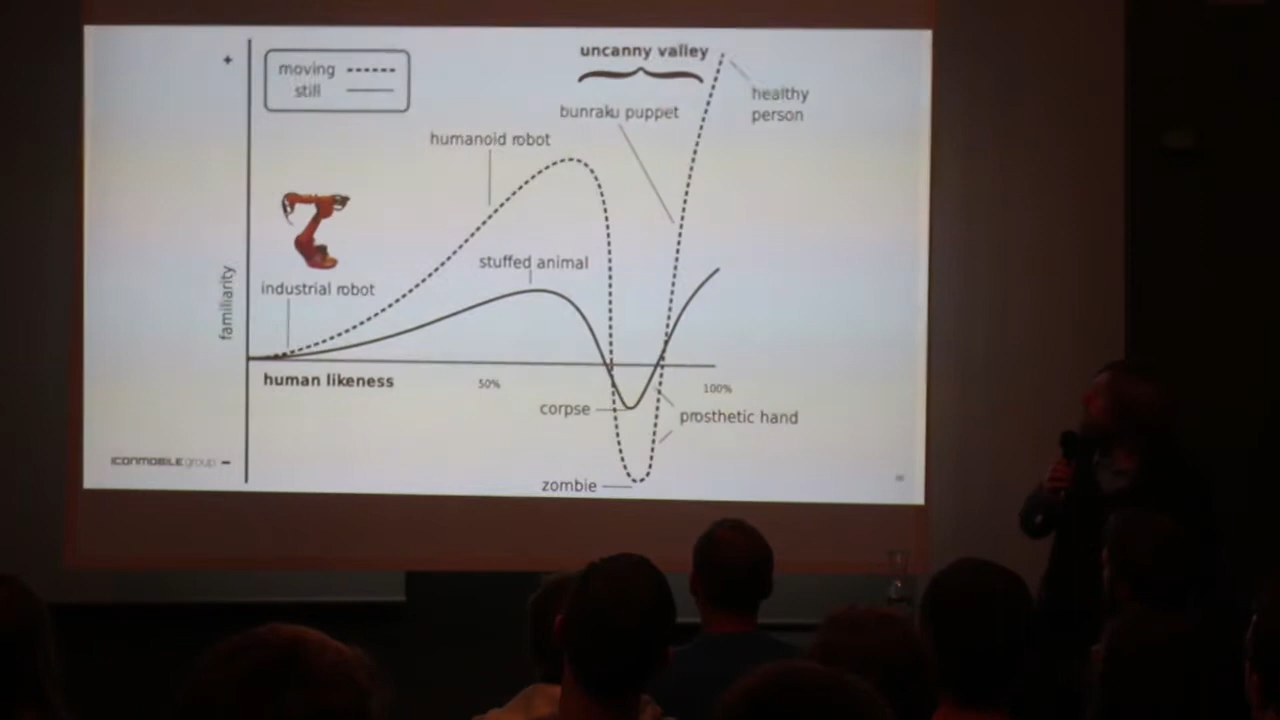 +
moving
still
uncanny valley
healthy
person
bunraku puppet
humanoid robot
stuffed animal
industrial robot
familiarity
human likeness
50%
100%
corpse
prosthetic hand
zombie
ICONMOBILE group